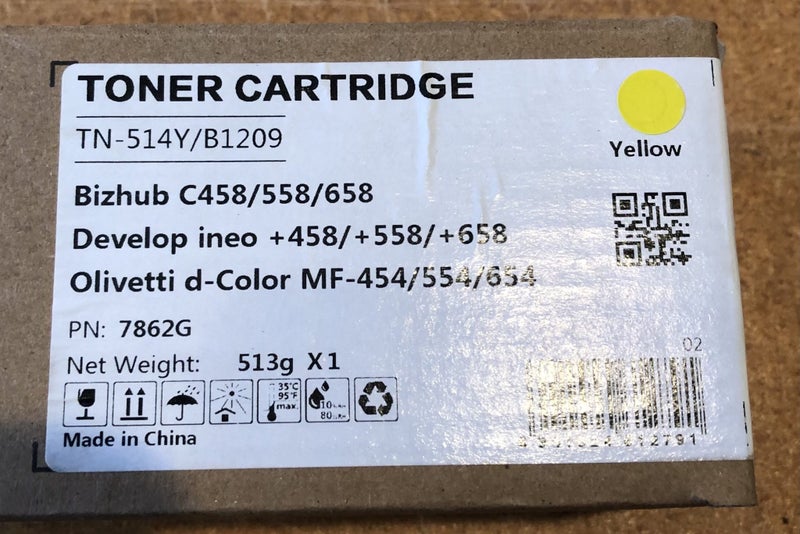 TONER CARTRIDGE
TN-514Y/B1209
Yellow
Bizhub C458/558/658
Develop ineo +458/+558/+658
Olivetti d-Color MF-454/554/654
PN: 7862G
Net Weight: 513g X1
02
35°C
95°F
max.
Made in China